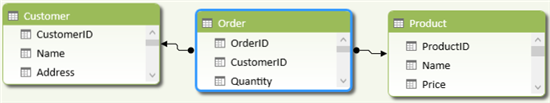 Customer
CustomerID
Name
Address
Order
OrderID
CustomerID
Quantity
Product
ProductID
Name
Price